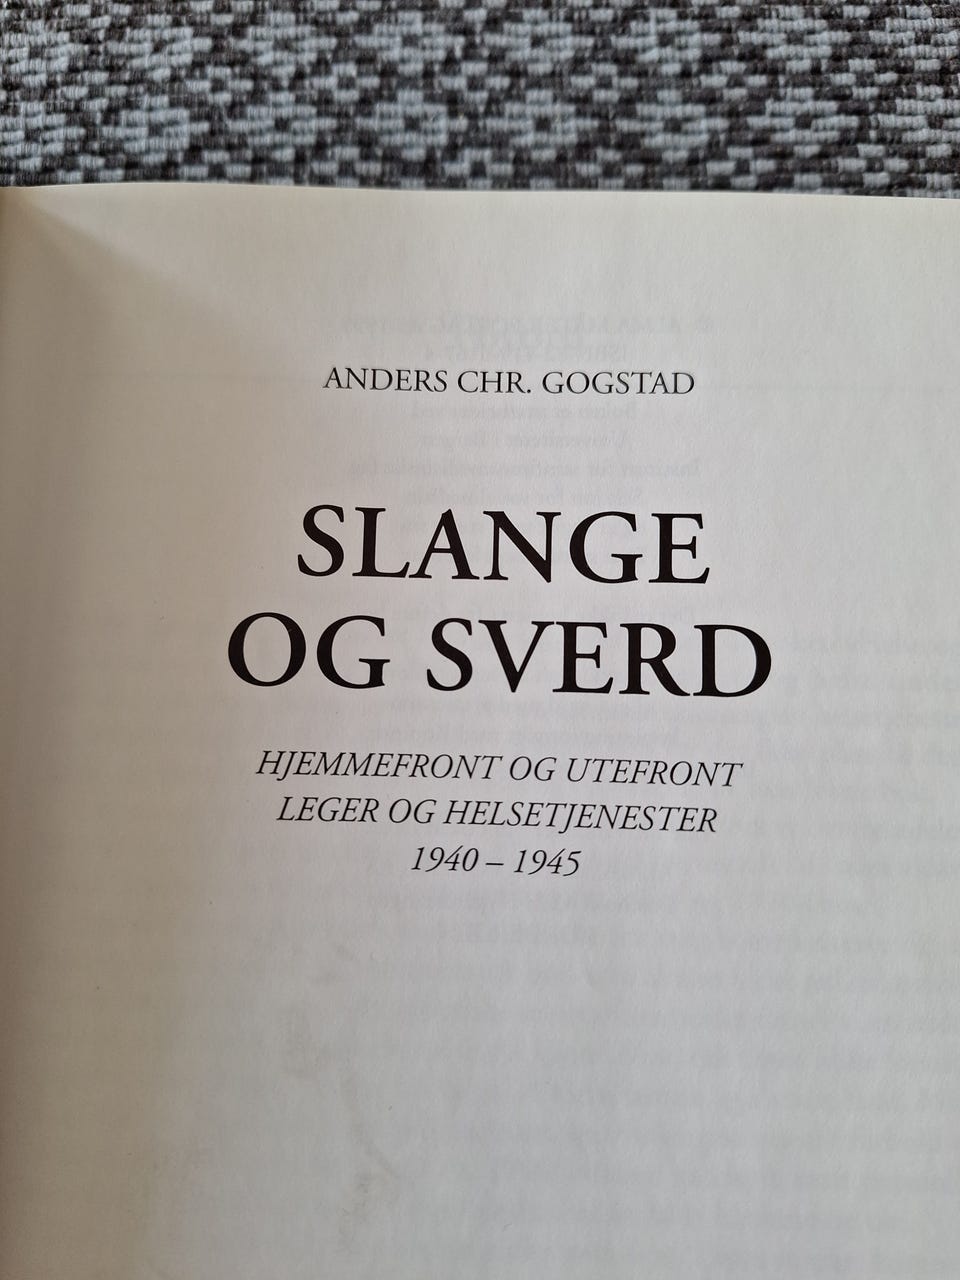 ANDERS CHR. GOGSTAD
SLANGE
OG SVERD
HJEMMEFRONT OG UTEFRONT
LEGER OG HELSETJENESTER
1940 – 1945